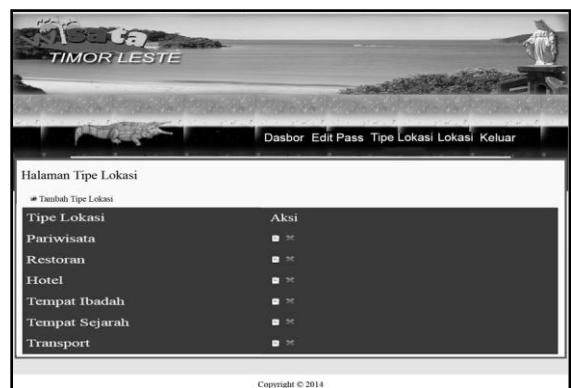 Wisata
TIMOR LESTE
Dasbor Edit Pass Tipe Lokasi Lokasi Keluar
Halaman Tipe Lokasi
Tambah Tipe Lokasi
Tipe Lokasi Aksi
Pariwisata
Restoran
Hotel
Tempat Ibadah
Tempat Sejarah
Transport
Copyright © 2014